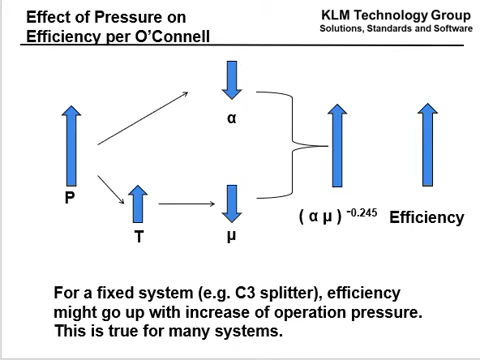 Effect of Pressure on
Efficiency per O'Connell
KLM Technology Group
Solutions, Standards and Software
α
P
T
μ
( α μ ) -0.245
Efficiency
For a fixed system (e.g. C3 splitter), efficiency
might go up with increase of operation pressure.
This is true for many systems.